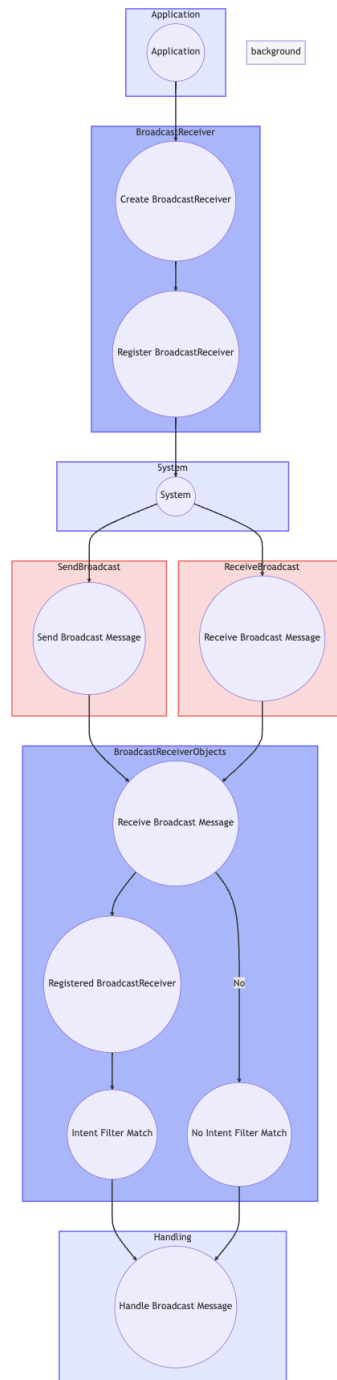 Application
Application
background
BroadcastReceiver
Create BroadcastReceiver
Register BroadcastReceiver
System
System
SendBroadcast
ReceiveBroadcast
Send Broadcast Message
Receive Broadcast Message
BroadcastReceiverObjects
Receive Broadcast Message
Registered BroadcastReceiver
No
Intent Filter Match
No Intent Filter Match
Handling
Handle Broadcast Message